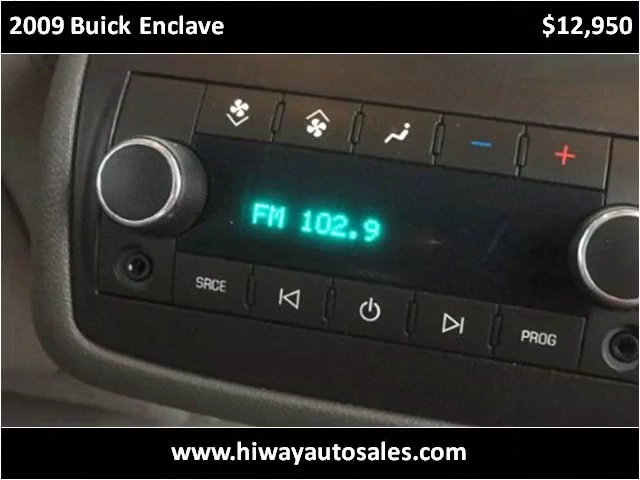 2009 Buick Enclave $12,950
FM 102.9
SRCE
PROG
www.hiwayautosales.com